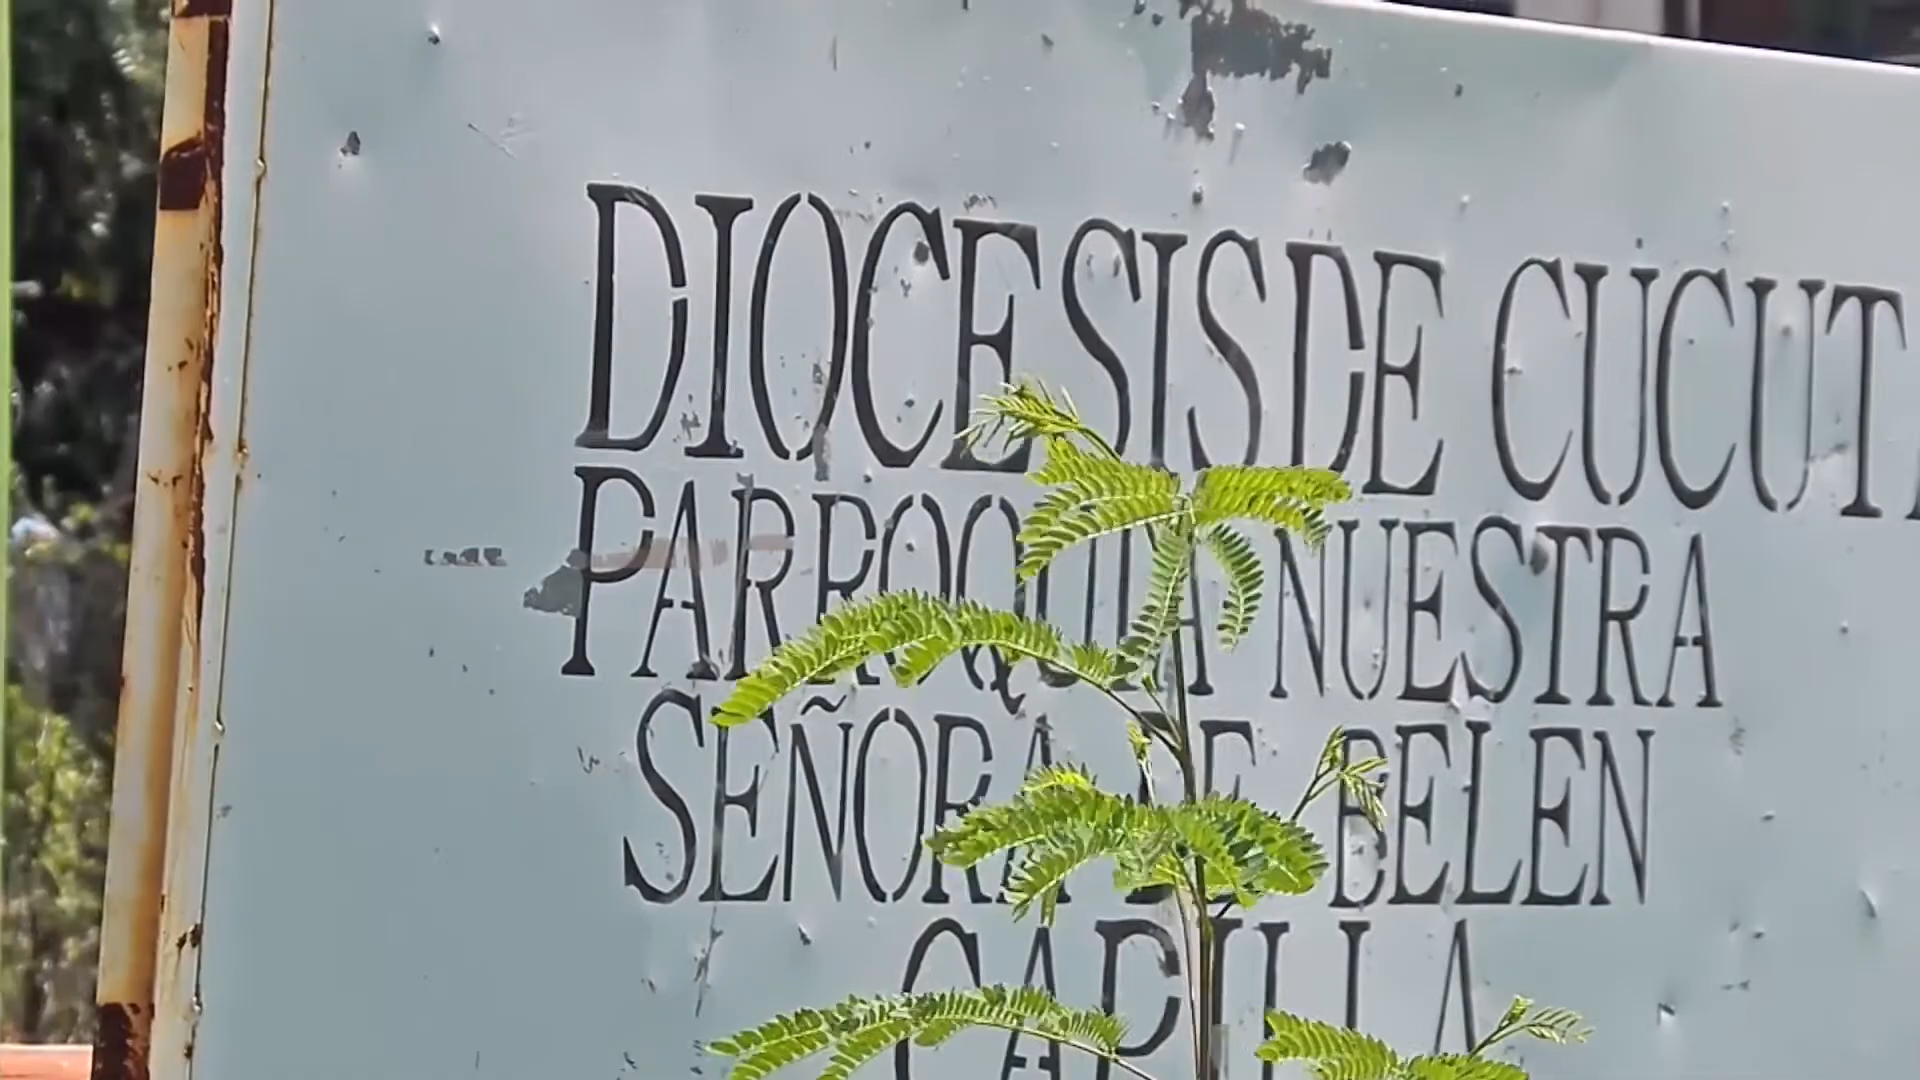 DIOCESIS DE CUCUTA
PARROQUIA NUESTRA
SEÑORA DE BELEN
CAPILLA